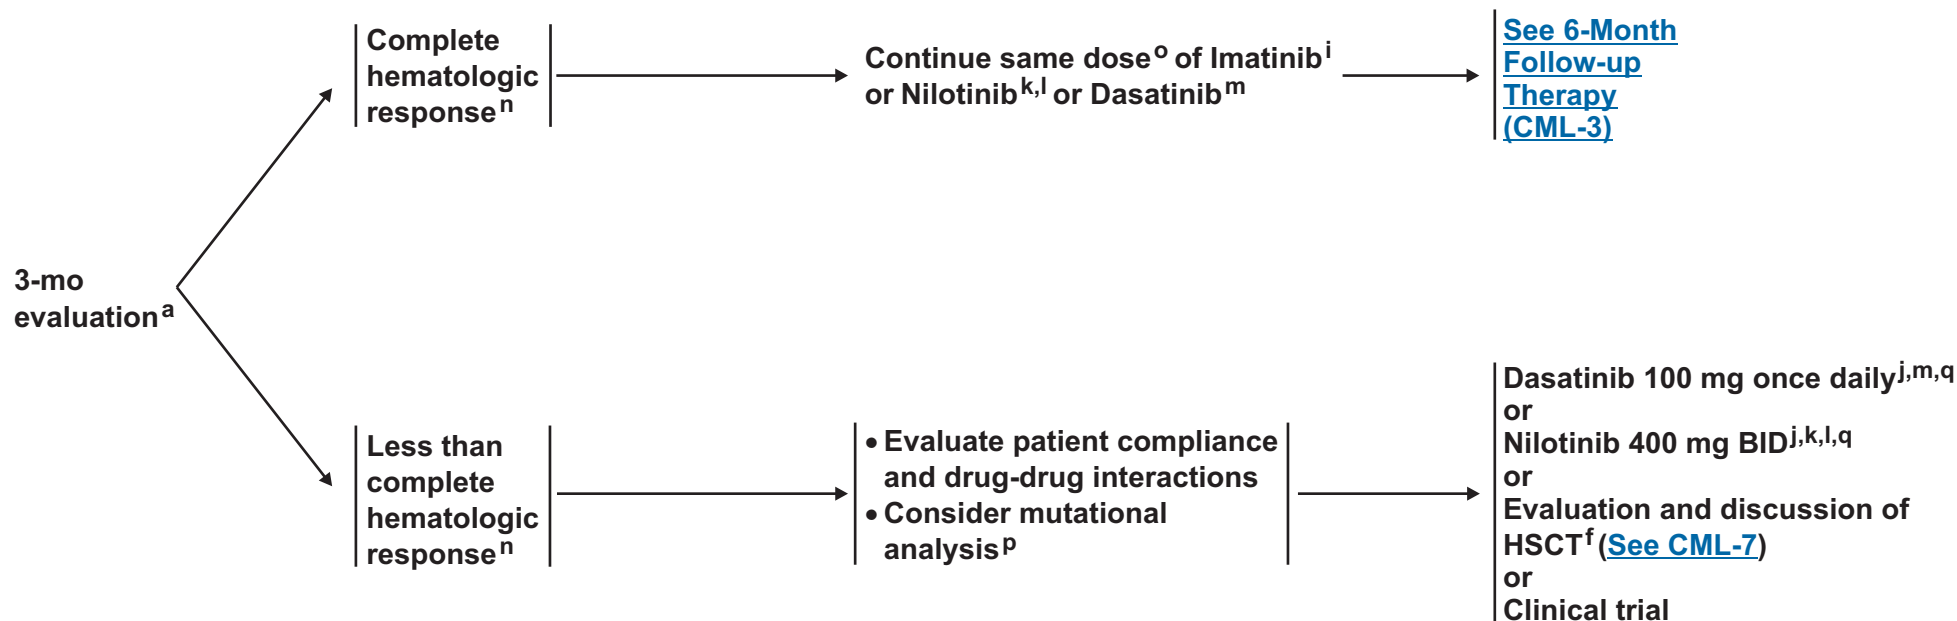 3-mo
evaluation a
Complete
hematologic
response n
Continue same dose o of Imatinib i
or Nilotinib k,l or Dasatinib m
See 6-Month
Follow-up
Therapy
(CML-3)
Less than
complete
hematologic
response n
• Evaluate patient compliance
and drug-drug interactions
• Consider mutational
analysis p
Dasatinib 100 mg once daily j,m,q
or
Nilotinib 400 mg BID j,k,l,q
or
Evaluation and discussion of
HSCT f (See CML-7)
or
Clinical trial